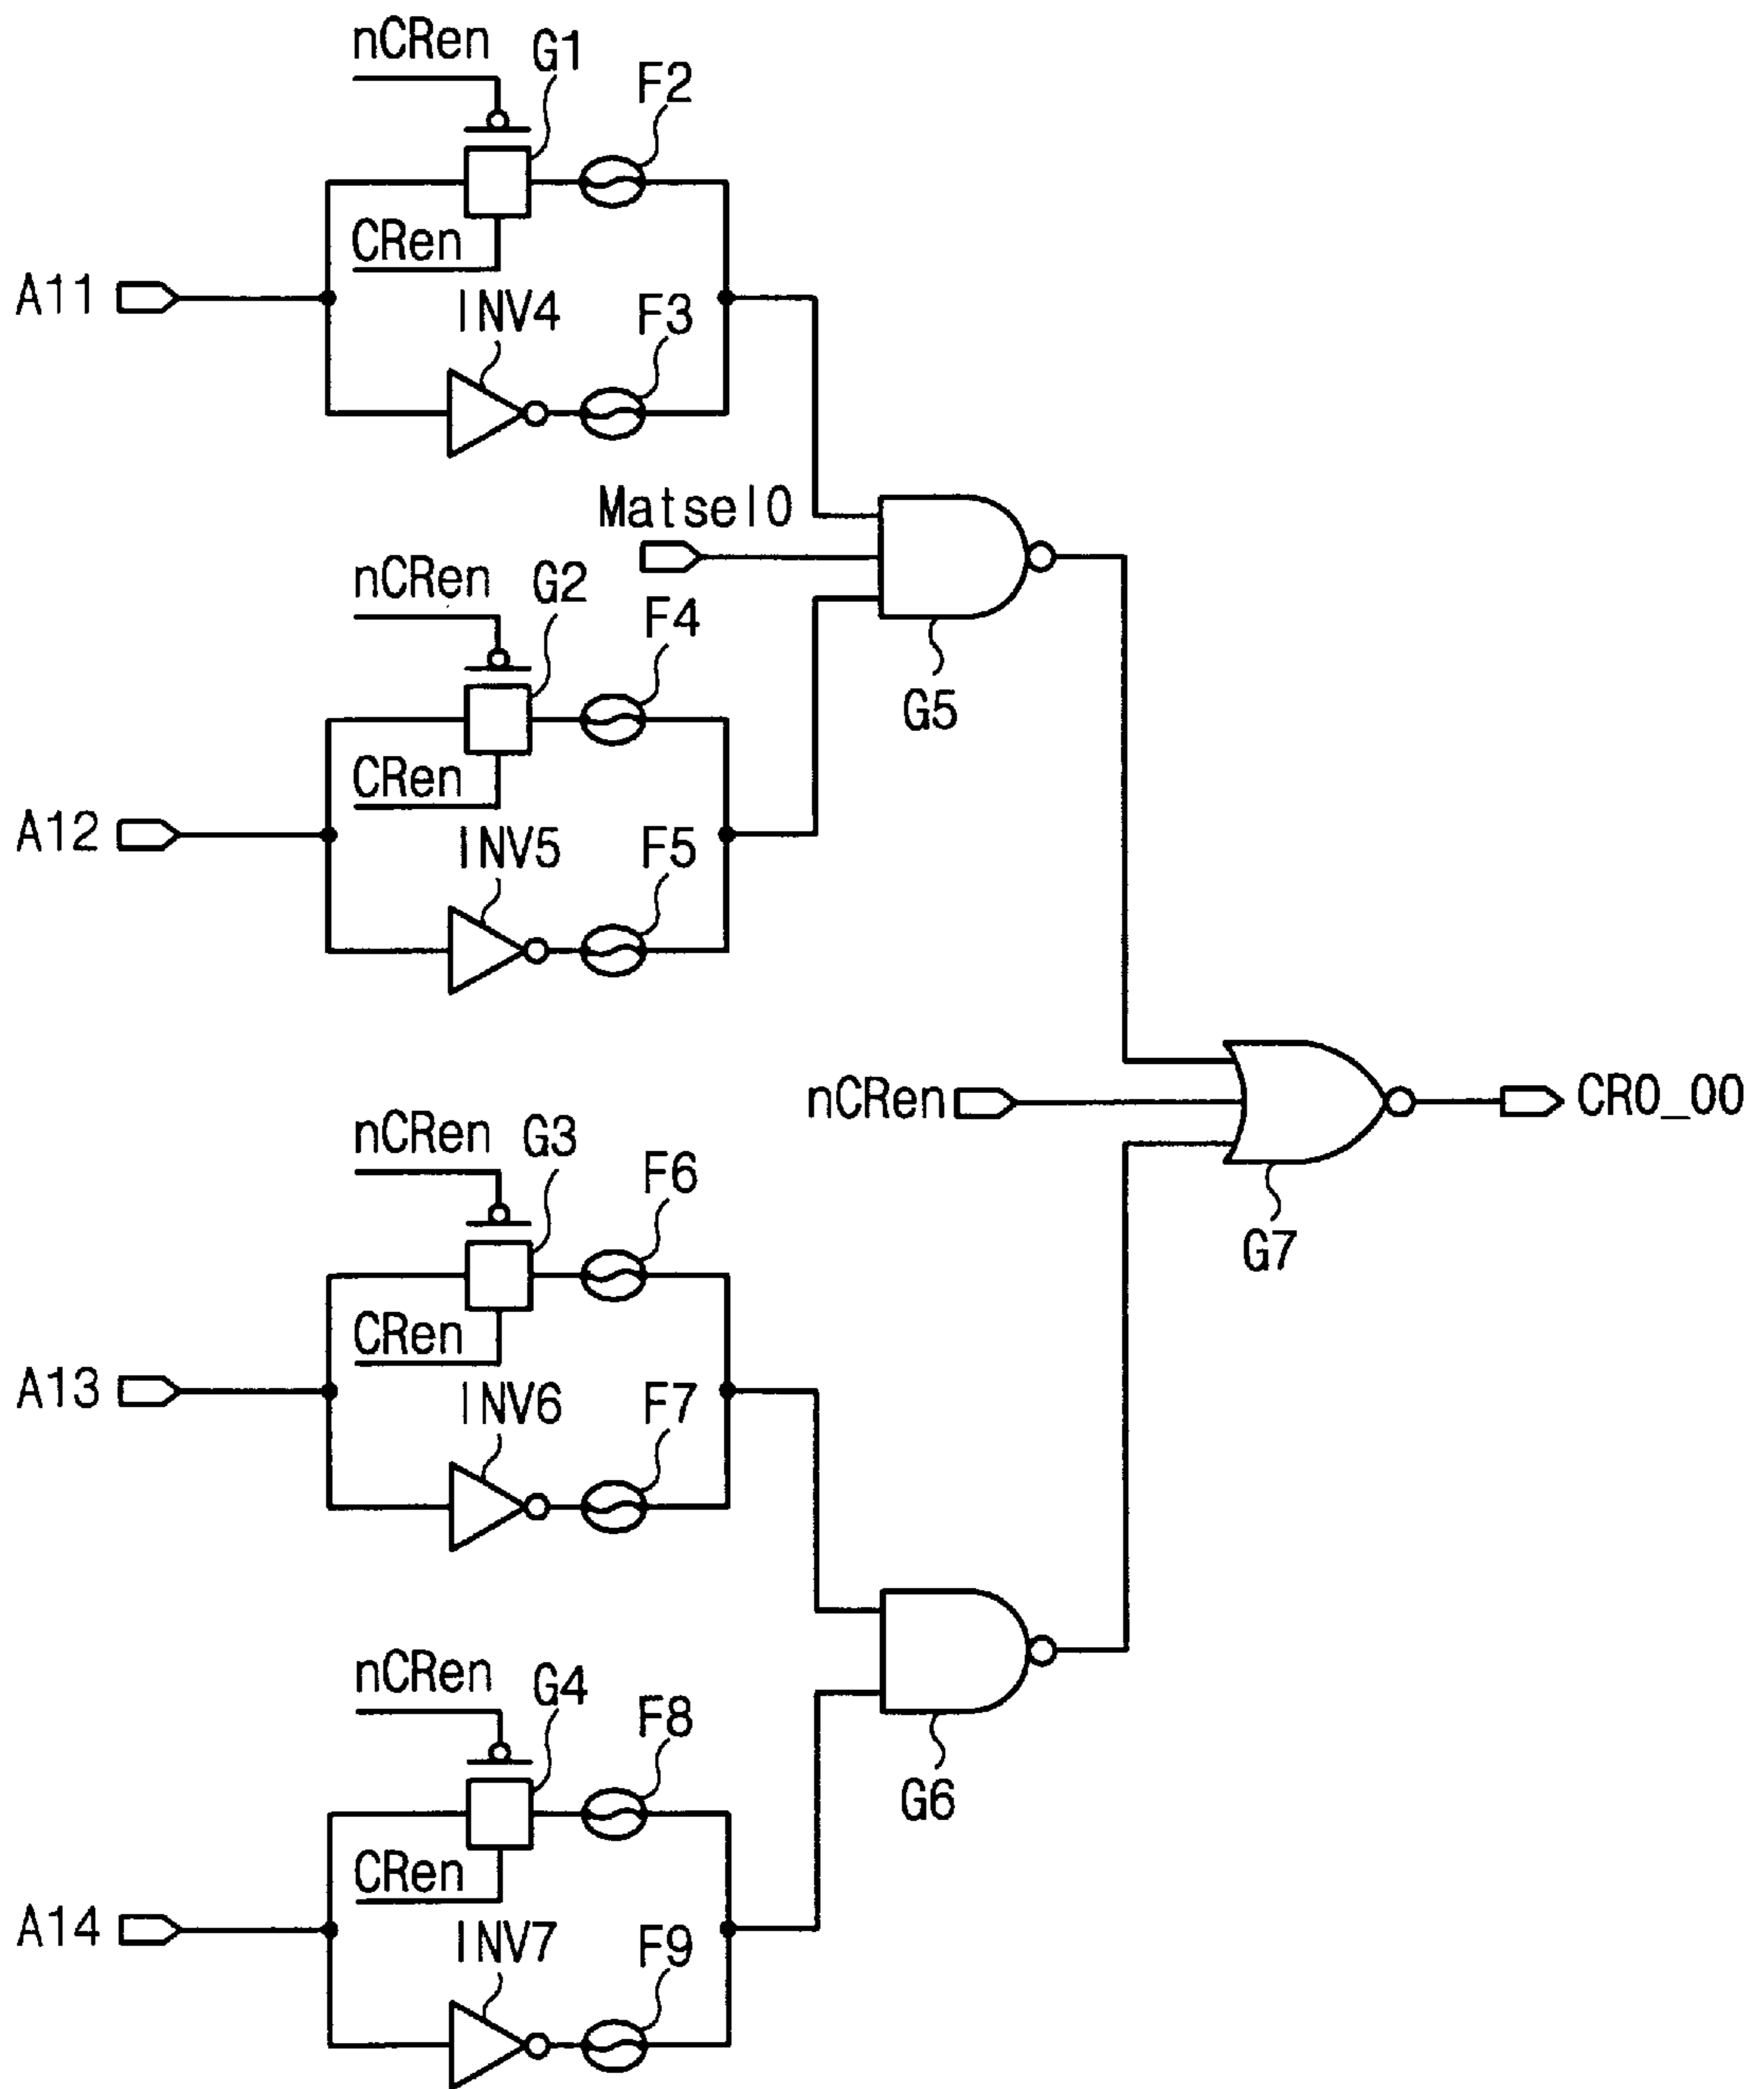 nCRen
G1
F2
CRen
A11
INV4
F3
Matsel0
nCRen
G2
F4
G5
CRen
A12
INV5
F5
nCRen
CR0_00
nCRen
G3
F6
G7
CRen
A13
INV6
F7
nCRen
G4
F8
G6
CRen
A14
INV7
F9